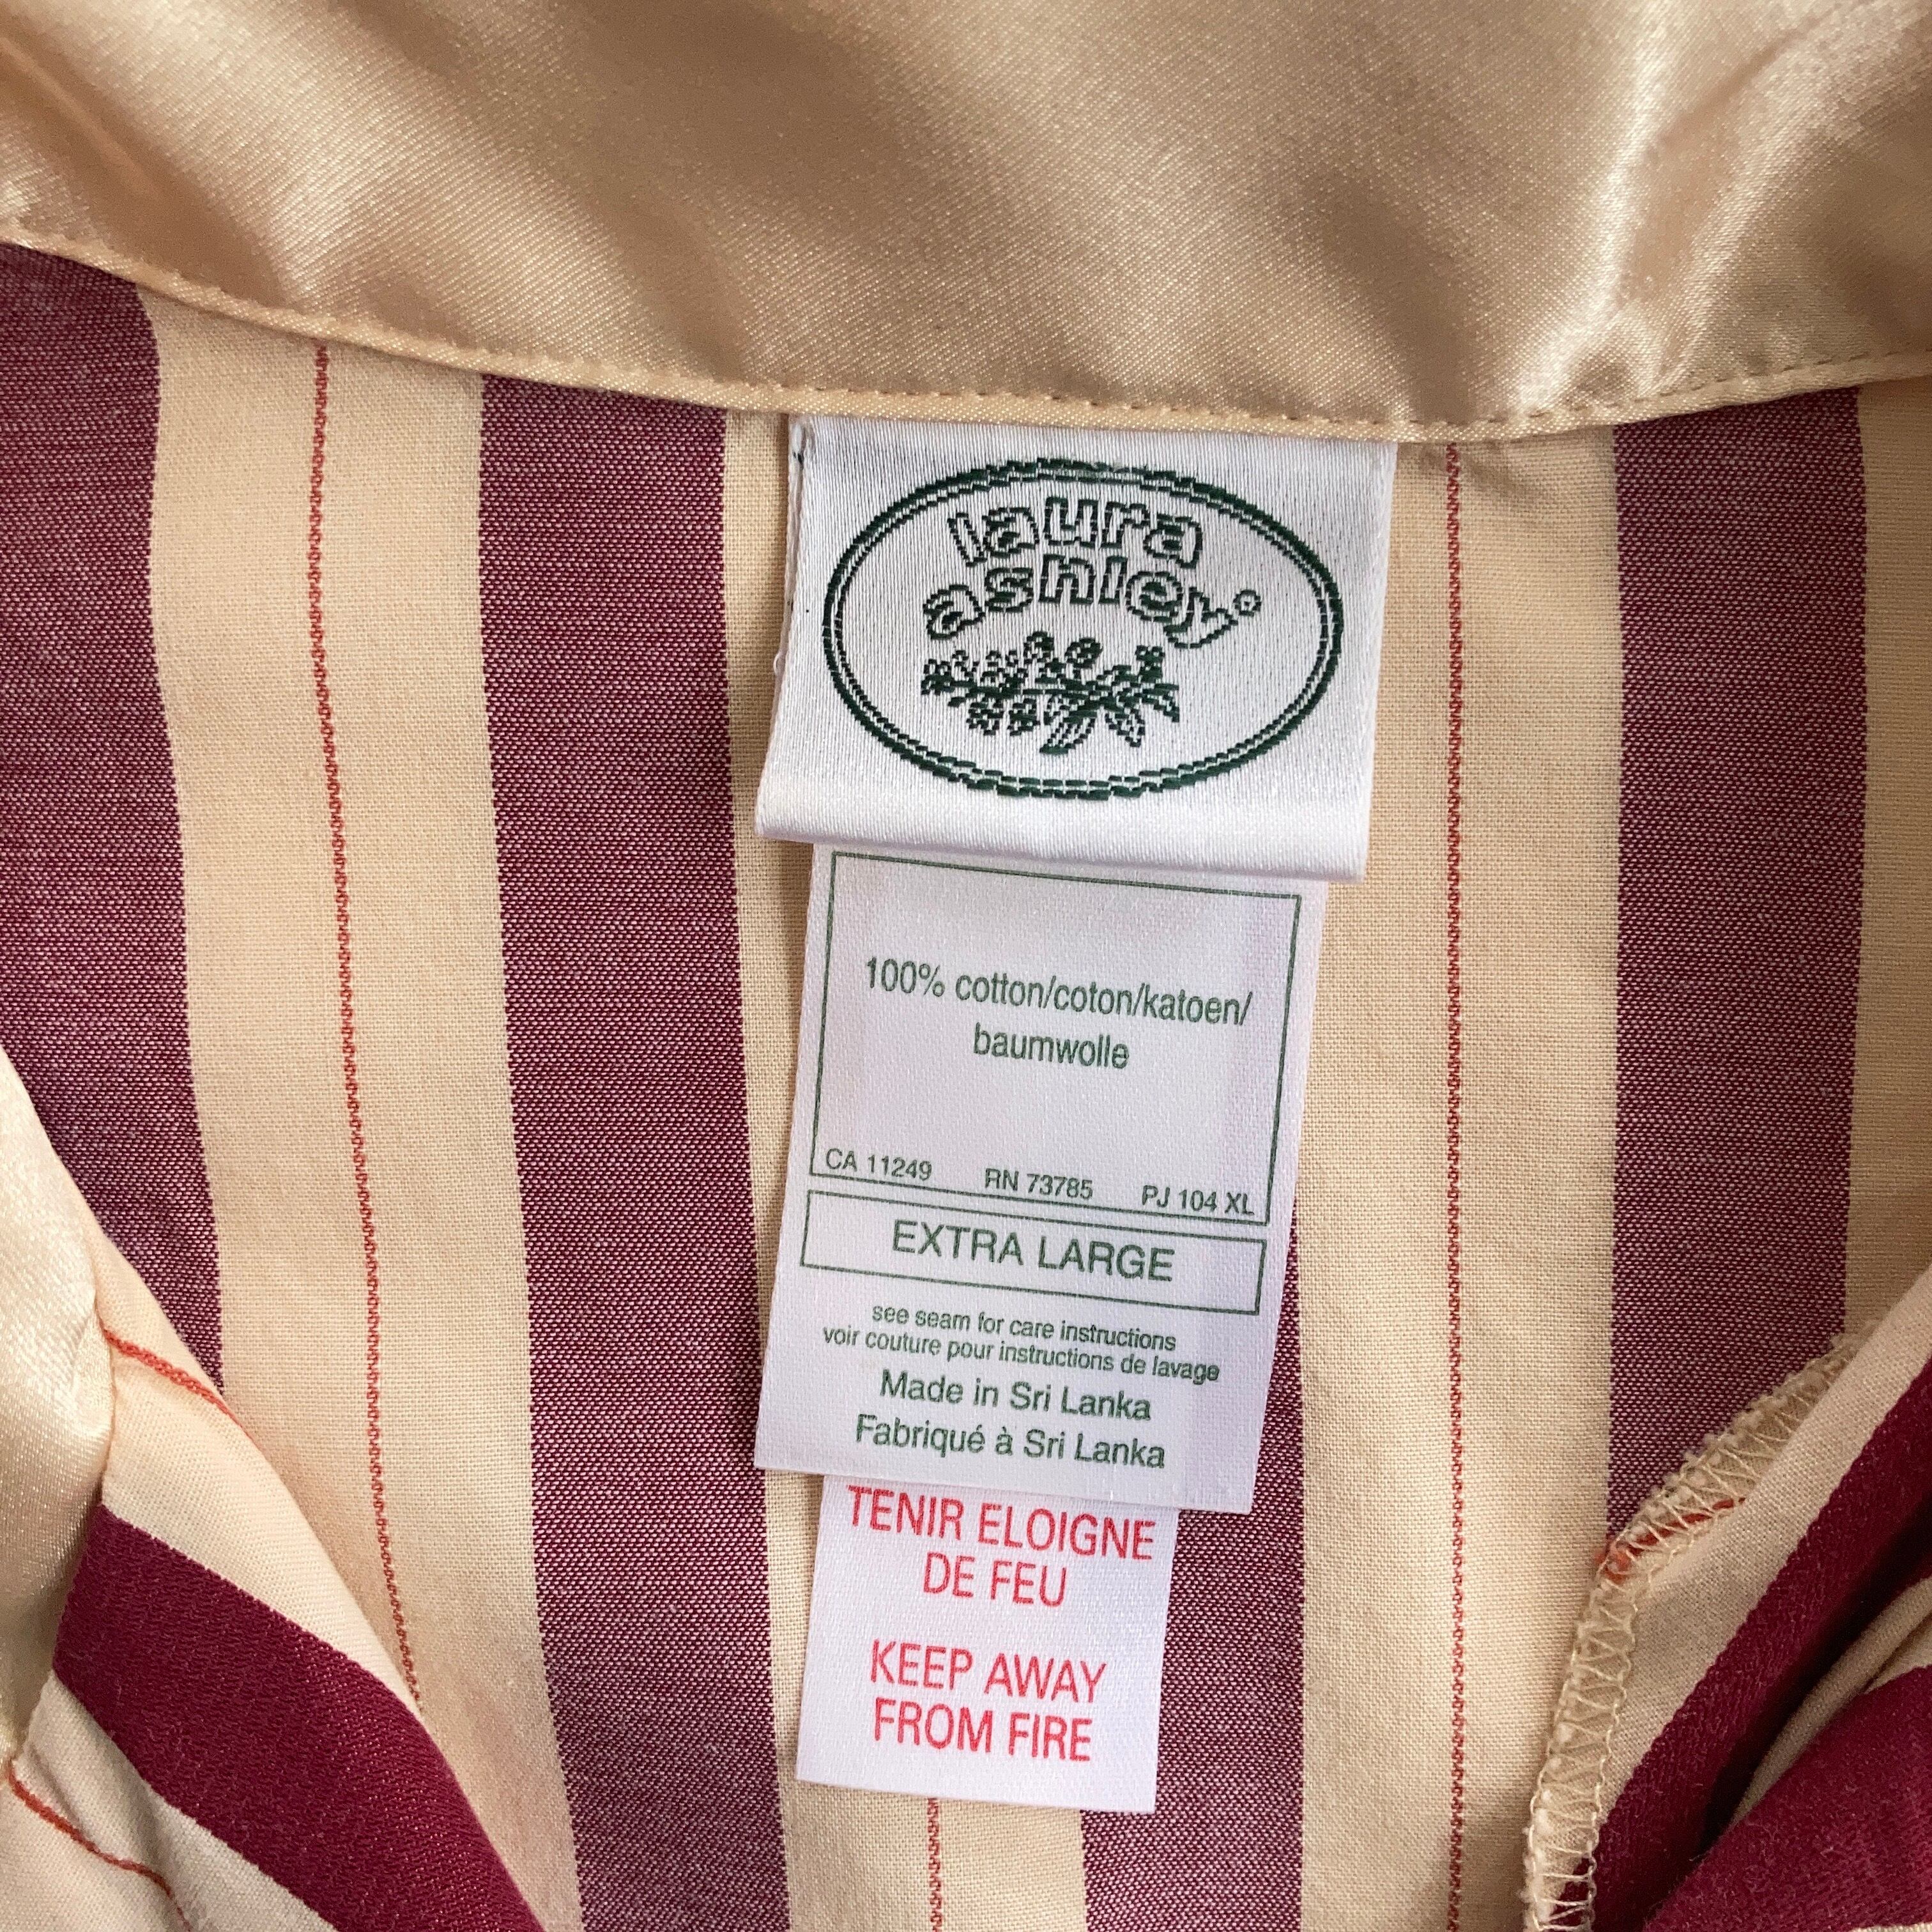 laura
ashley®
100% cotton/coton/katoen/
baumwolle
CA 11249 RN 73785 PJ 104 XL
EXTRA LARGE
see seam for care instructions
voir couture pour instructions de lavage
Made in Sri Lanka
Fabriqué à Sri Lanka
TENIR ELOIGNE
DE FEU
KEEP AWAY
FROM FIRE